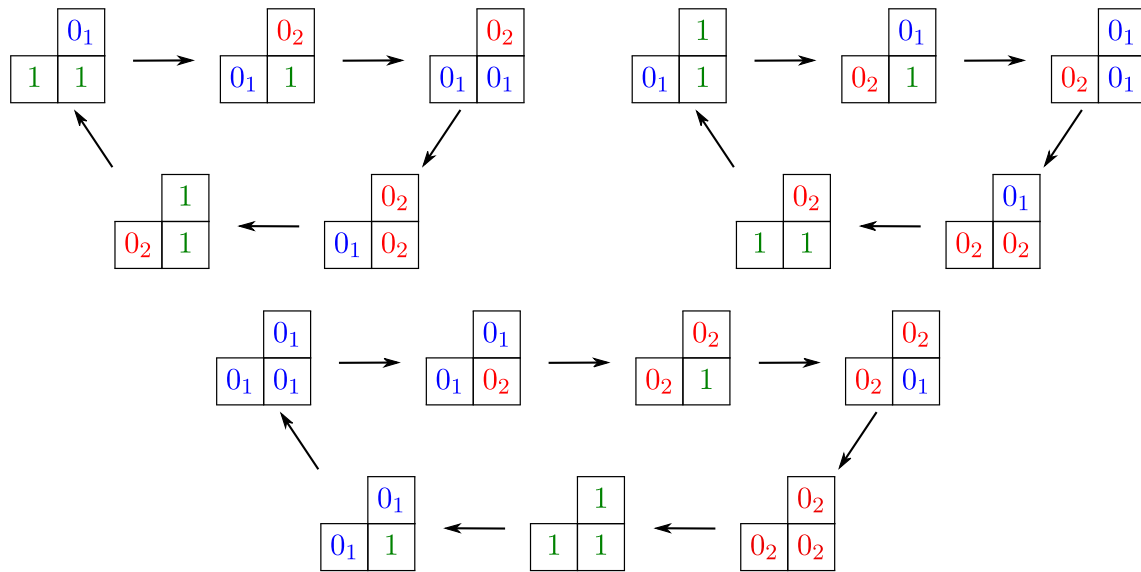 0₁ 0₂ 0₂ 1 0₁ 0₁
1 1 0₁ 1 0₁ 0₁ 0₁ 1 0₂ 1 0₂ 0₁
1 0₂ 0₂ 0₁
0₂ 1 0₁ 0₂ 1 1 0₂ 0₂
0₁ 0₁ 0₂ 0₂
0₁ 0₁ 0₁ 0₂ 0₂ 1 0₂ 0₁
0₁ 1 0₂
0₁ 1 1 1 0₂ 0₂